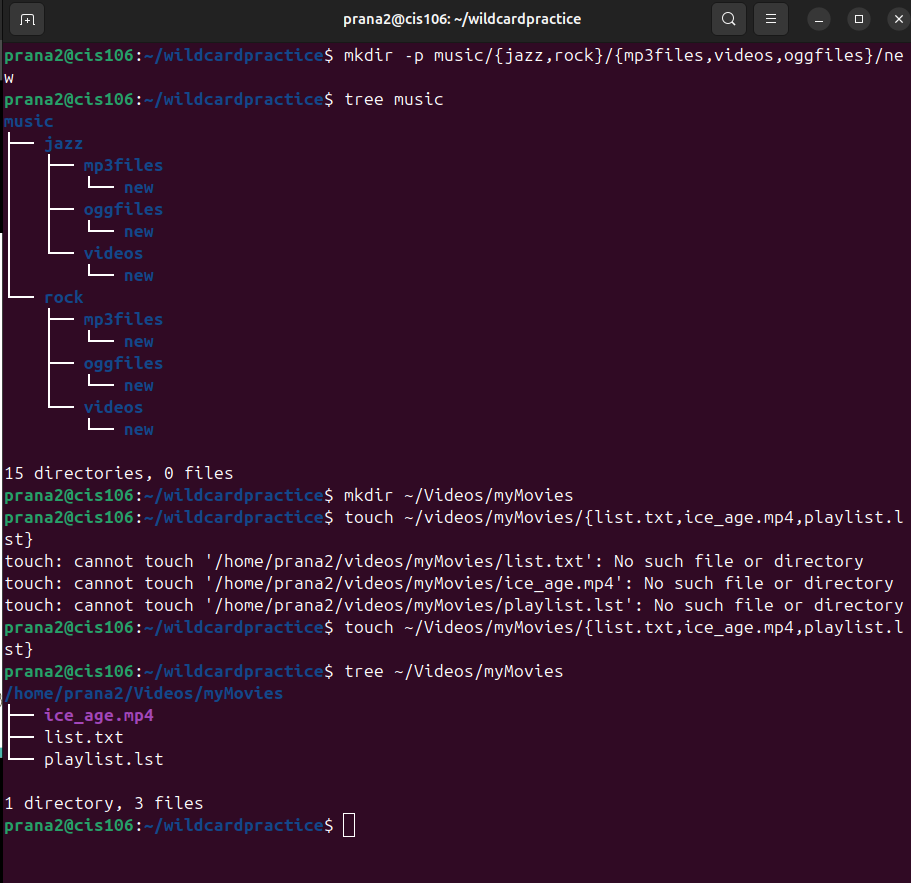 prana2@cis106: ~/wildcardpractice
prana2@cis106:~/wildcardpractice$ mkdir -p music/{jazz,rock}/{mp3files,videos,oggfiles}/ne
w
prana2@cis106:~/wildcardpractice$ tree music
music
├── jazz
│   ├── mp3files
│   │   └── new
│   ├── oggfiles
│   │   └── new
│   └── videos
│       └── new
└── rock
    ├── mp3files
    │   └── new
    ├── oggfiles
    │   └── new
    └── videos
        └── new
15 directories, 0 files
prana2@cis106:~/wildcardpractice$ mkdir ~/Videos/myMovies
prana2@cis106:~/wildcardpractice$ touch ~/videos/myMovies/{list.txt,ice_age.mp4,playlist.l
st}
touch: cannot touch '/home/prana2/videos/myMovies/list.txt': No such file or directory
touch: cannot touch '/home/prana2/videos/myMovies/ice_age.mp4': No such file or directory
touch: cannot touch '/home/prana2/videos/myMovies/playlist.lst': No such file or directory
prana2@cis106:~/wildcardpractice$ touch ~/Videos/myMovies/{list.txt,ice_age.mp4,playlist.l
st}
prana2@cis106:~/wildcardpractice$ tree ~/Videos/myMovies
/home/prana2/Videos/myMovies
├── ice_age.mp4
├── list.txt
└── playlist.lst
1 directory, 3 files
prana2@cis106:~/wildcardpractice$